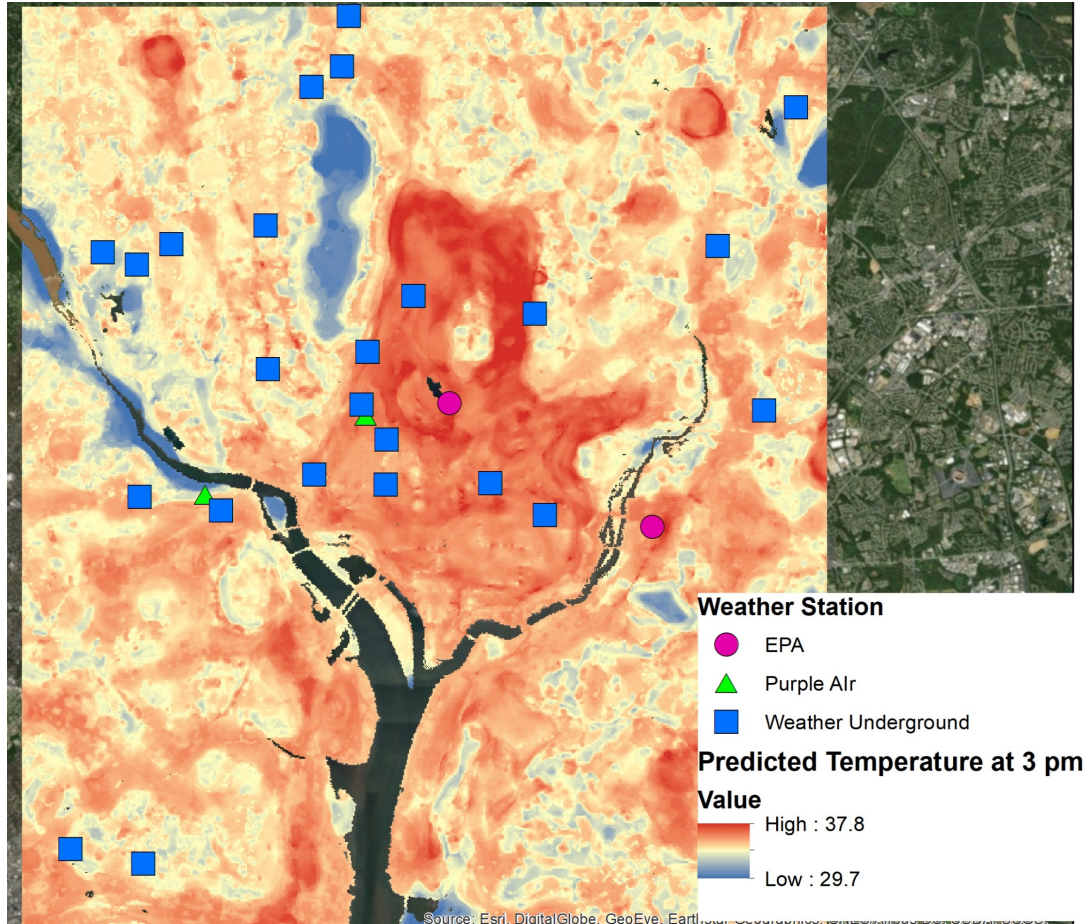 Weather Station
EPA
Purple AIr
Weather Underground
Predicted Temperature at 3 pm
Value
High : 37.8
Low : 29.7
Source: Esri, DigitalGlobe, GeoEye, Earthstar Geographics,